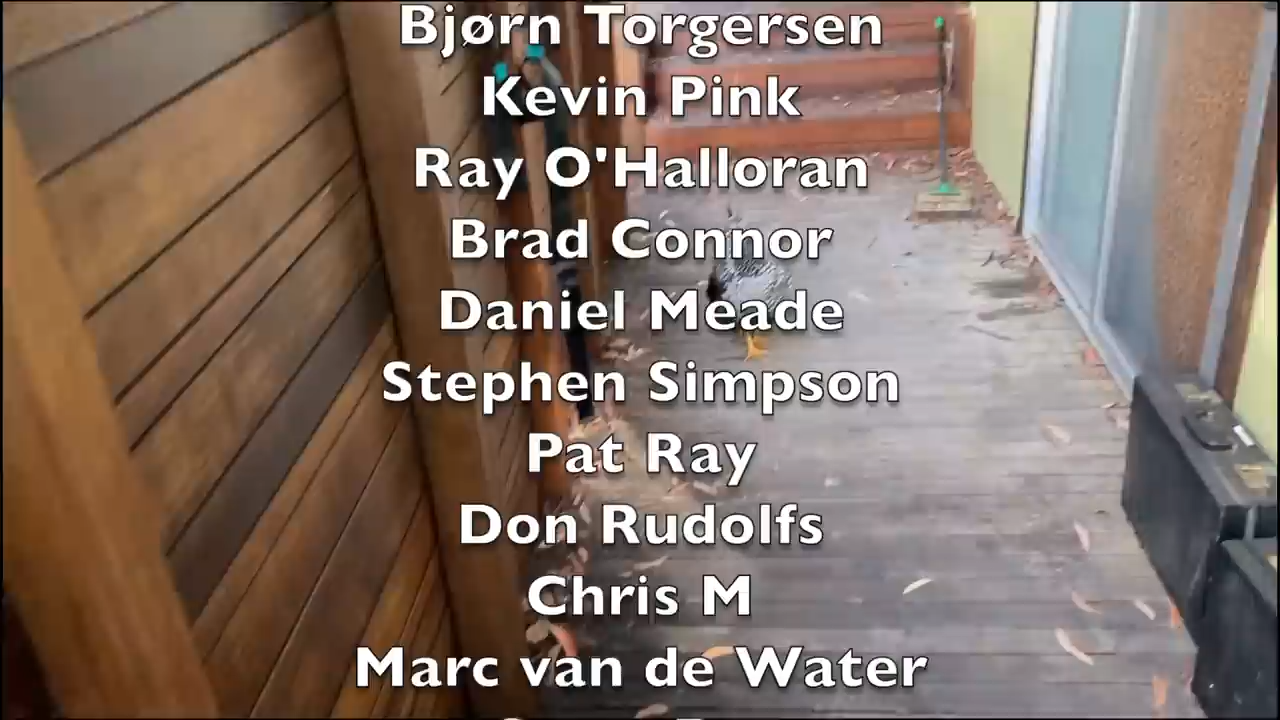 Bjørn Torgersen
Kevin Pink
Ray O'Halloran
Brad Connor
Daniel Meade
Stephen Simpson
Pat Ray
Don Rudolfs
Chris M
Marc van de Water